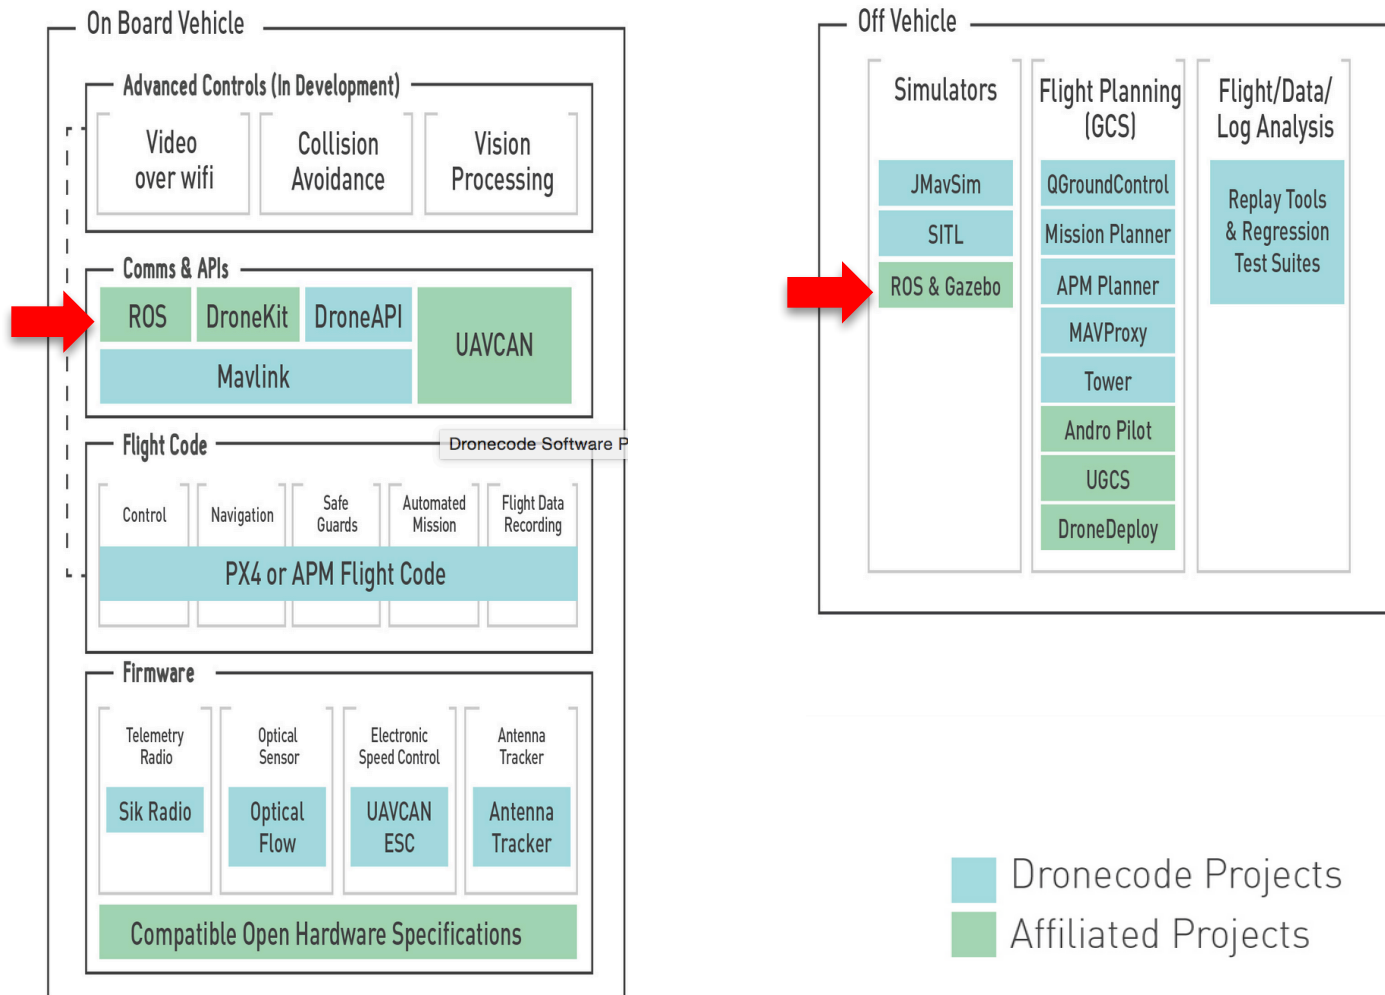 On Board Vehicle
Advanced Controls (In Development)
Video
over wifi
Collision
Avoidance
Vision
Processing
Comms & APIs
ROS
DroneKit
DroneAPI
UAVCAN
Mavlink
Flight Code
Dronecode Software P
Control
Navigation
Safe
Guards
Automated
Mission
Flight Data
Recording
PX4 or APM Flight Code
Firmware
Telemetry
Radio
Sik Radio
Optical
Sensor
Optical
Flow
Electronic
Speed Control
UAVCAN
ESC
Antenna
Tracker
Antenna
Tracker
Compatible Open Hardware Specifications
Off Vehicle
Simulators
JMavSim
SITL
ROS & Gazebo
Flight Planning
(GCS)
QGroundControl
Mission Planner
APM Planner
MAVProxy
Tower
Andro Pilot
UGCS
DroneDeploy
Flight/Data/
Log Analysis
Replay Tools
& Regression
Test Suites
Dronecode Projects
Affiliated Projects